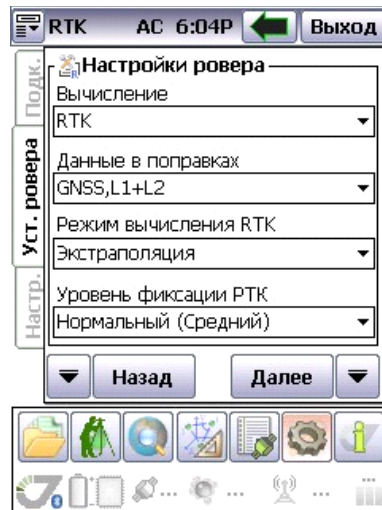 RTK AC 6:04P Выход
Подк.
Уст. ровера
Настр.
Настройки ровера
Вычисление
RTK
Данные в поправках
GNSS,L1+L2
Режим вычисления RTK
Экстраполяция
Уровень фиксации РТК
Нормальный (Средний)
Назад Далее
... ... ...